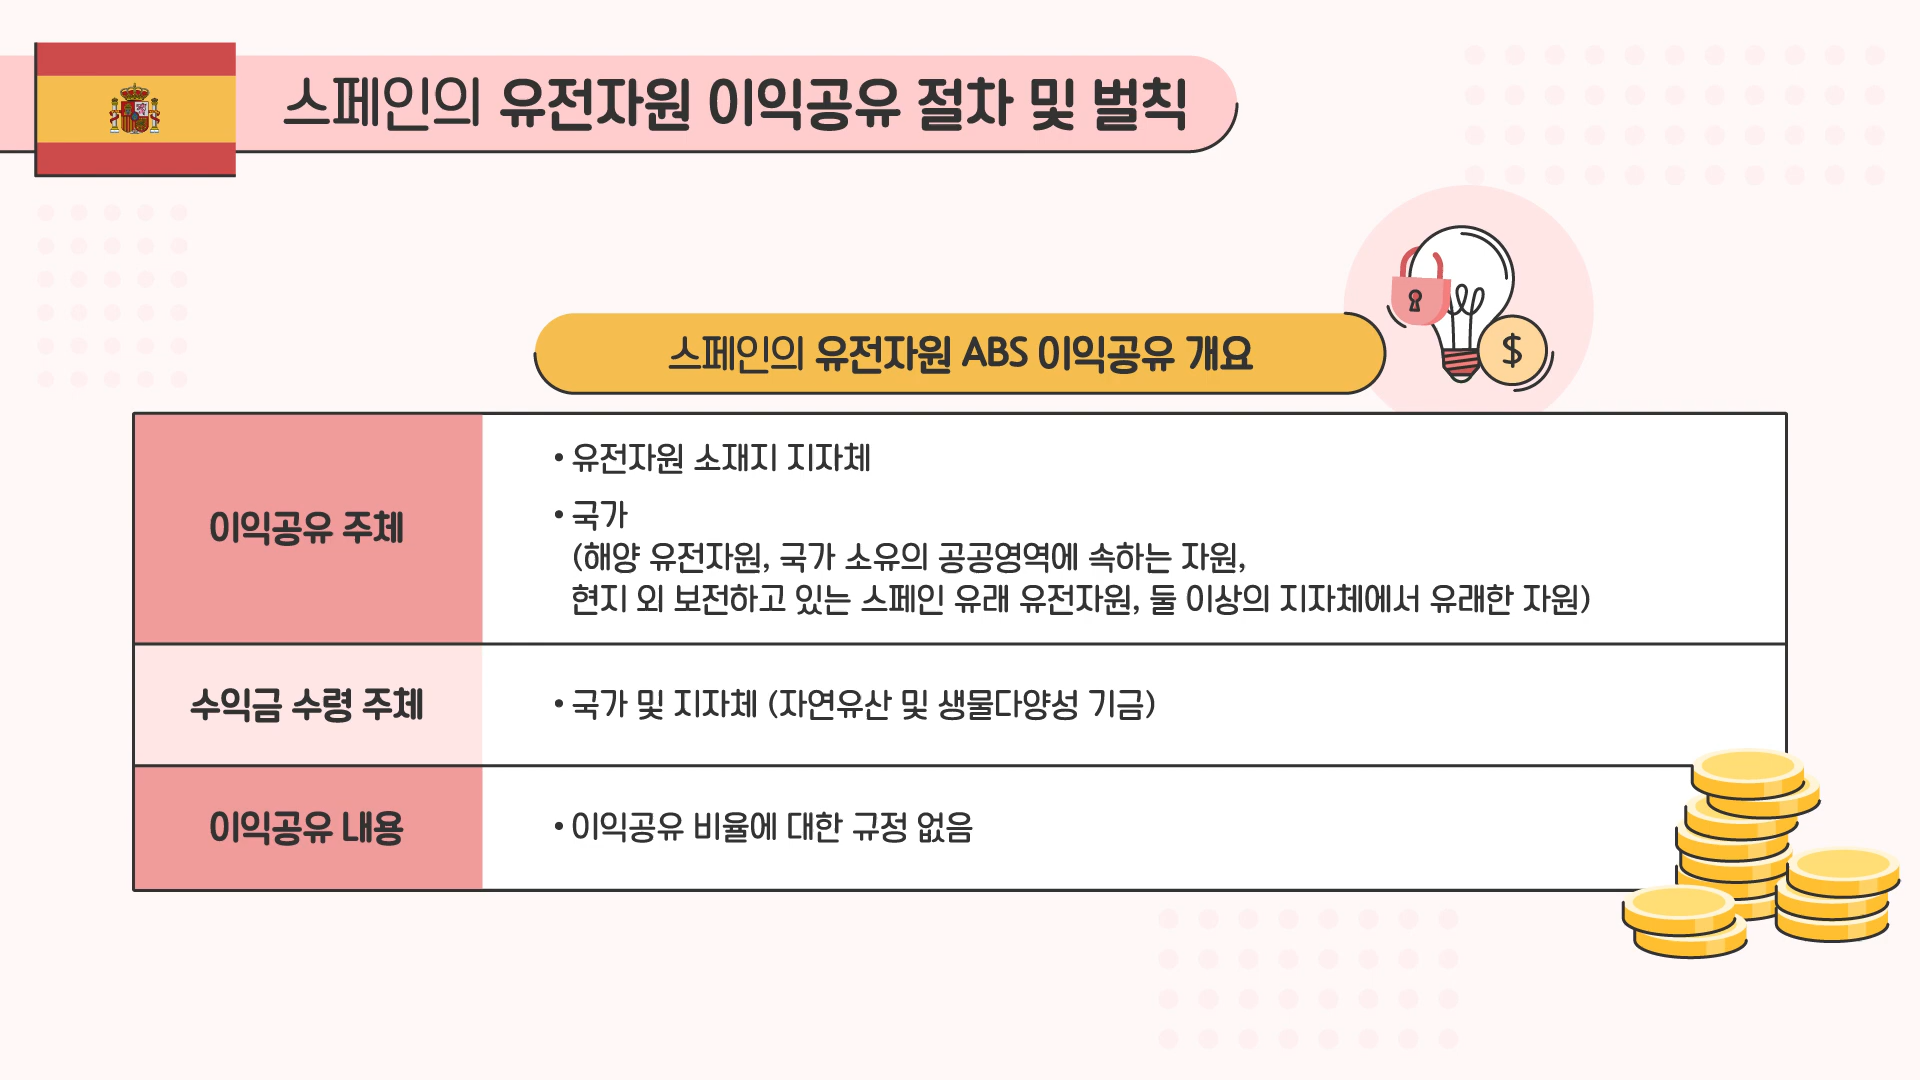 스페인의 유전자원 이익공유 절차 및 벌칙
스페인의 유전자원 ABS 이익공유 개요
이익공유 주체
• 유전자원 소재지 지자체
• 국가
(해양 유전자원, 국가 소유의 공공영역에 속하는 자원,
현지 외 보전하고 있는 스페인 유래 유전자원, 둘 이상의 지자체에서 유래한 자원)
수익금 수령 주체
• 국가 및 지자체 (자연유산 및 생물다양성 기금)
이익공유 내용
• 이익공유 비율에 대한 규정 없음
$